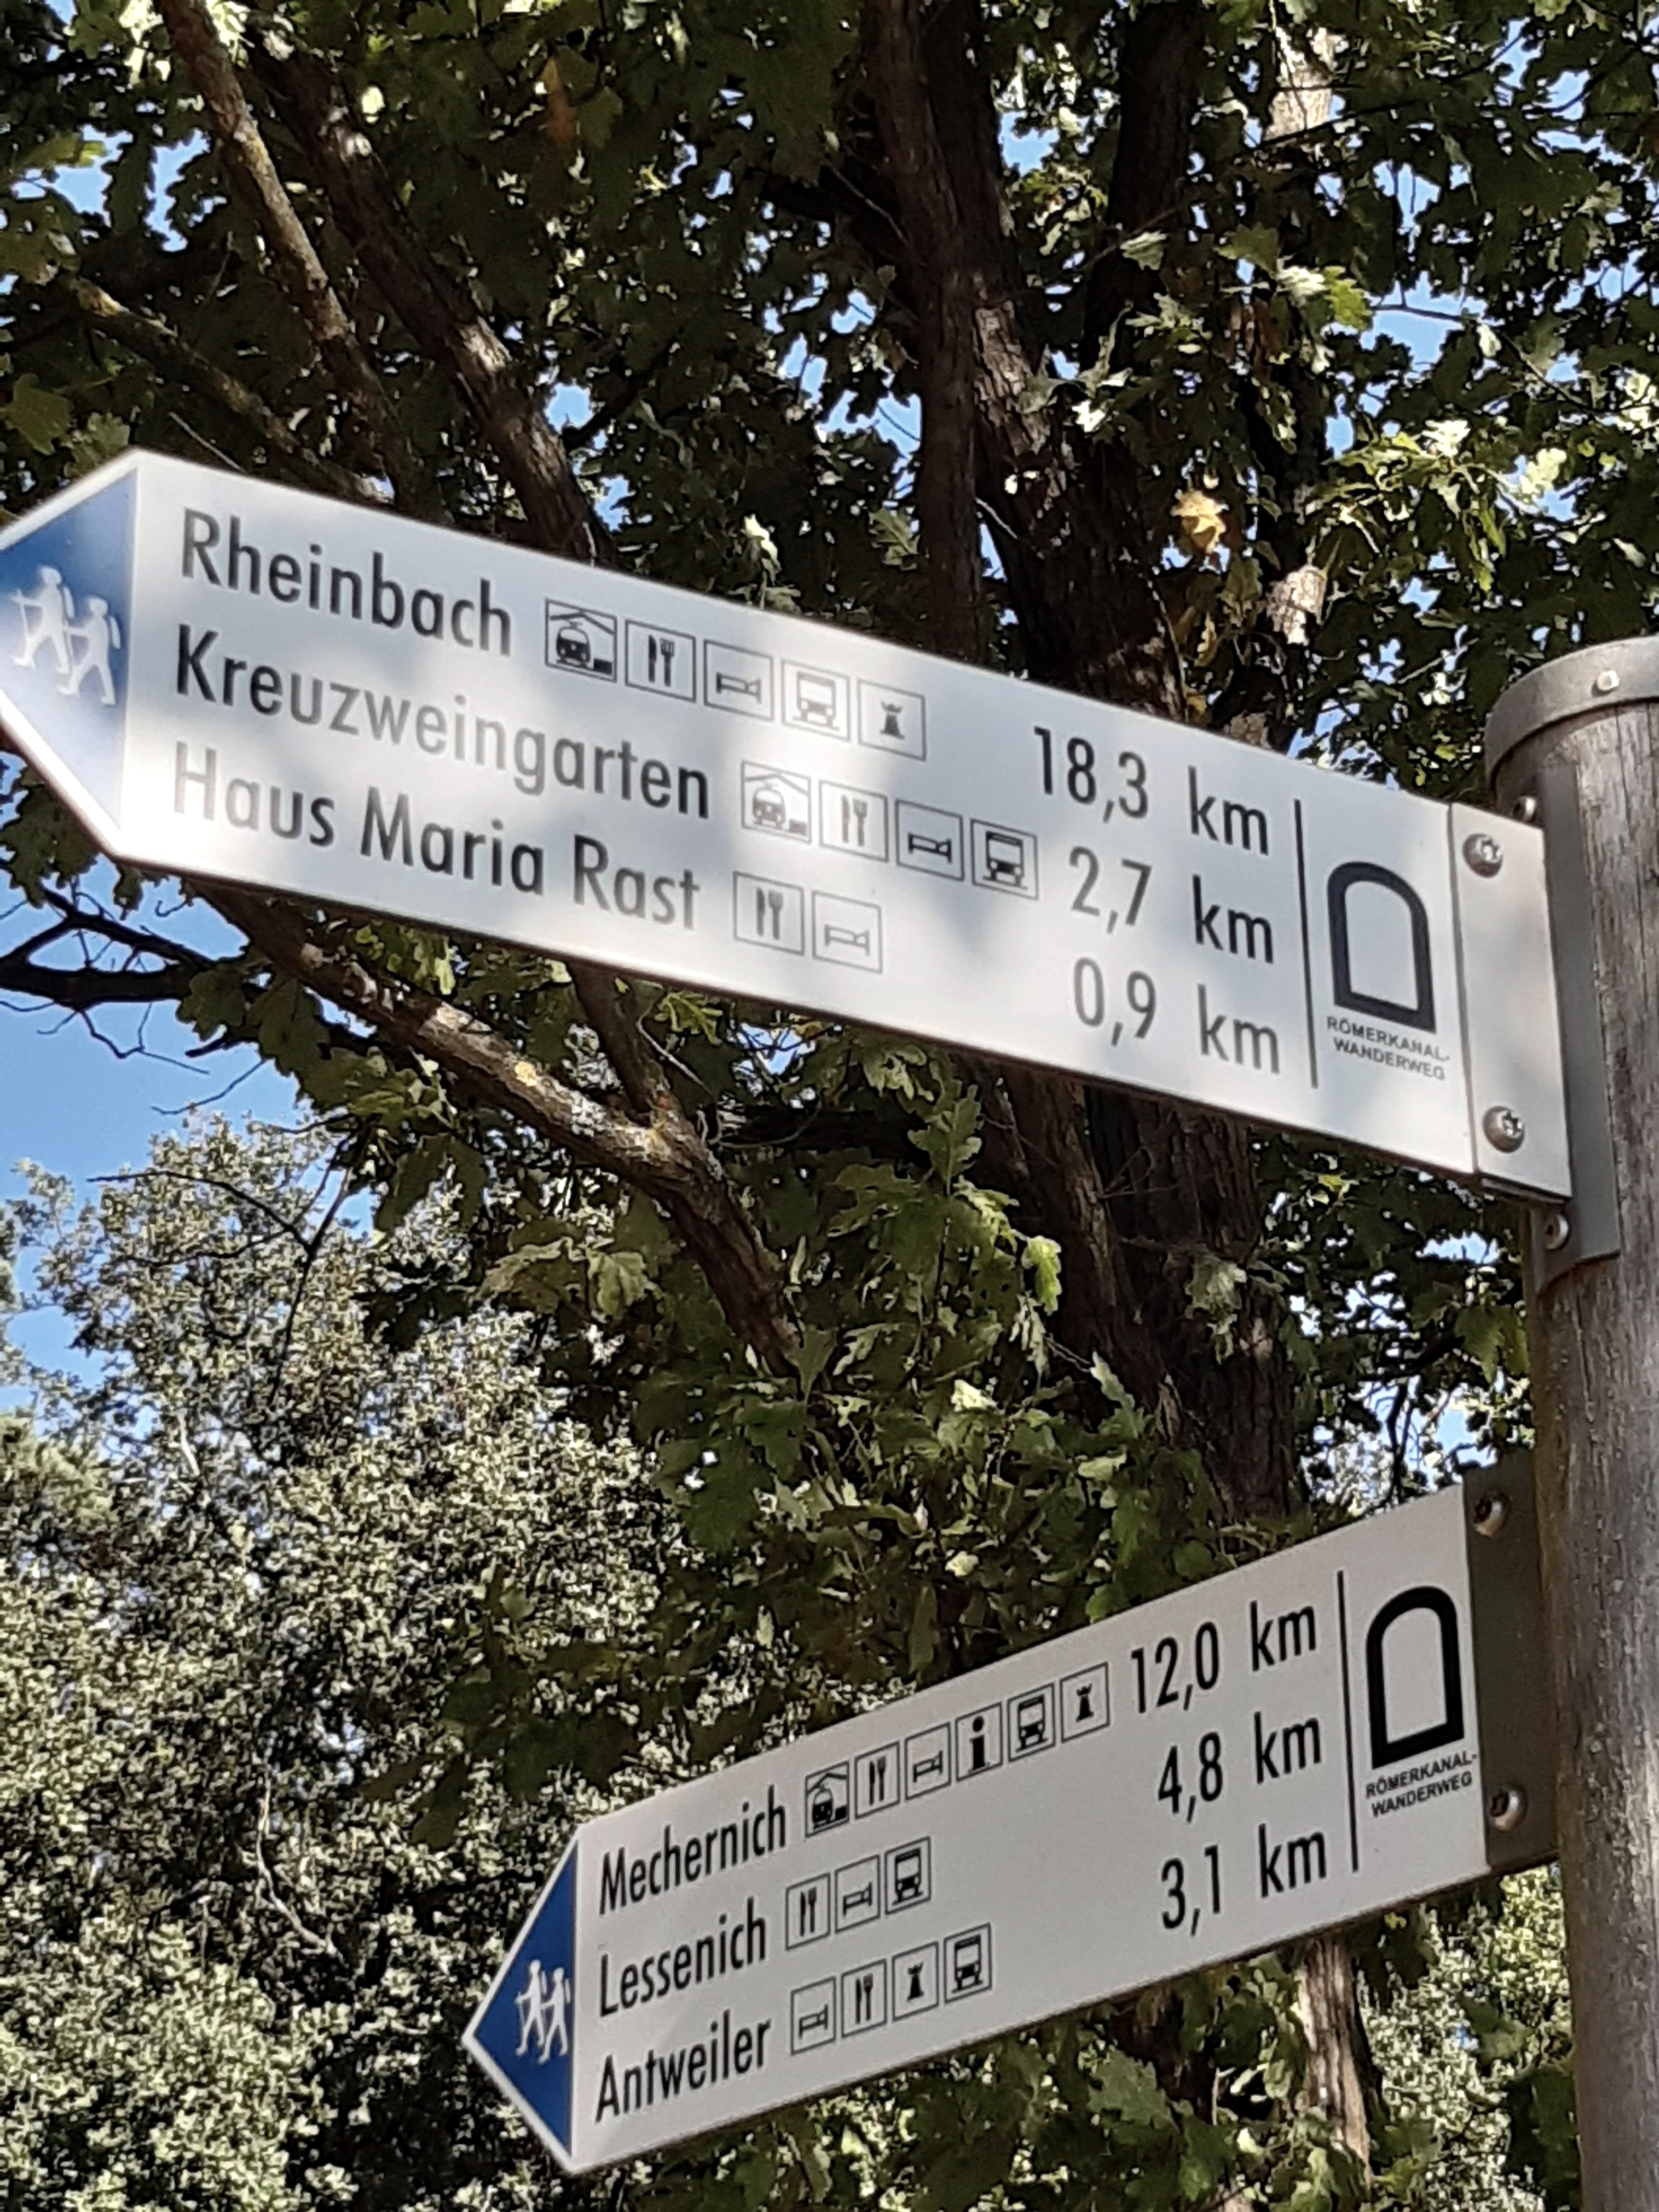 Rheinbach 18,3 km
Kreuzweingarten 2,7 km
Haus Maria Rast 0,9 km
RÖMERKANAL-
WANDERWEG
Mechernich 12,0 km
Lessenich 4,8 km
Antweiler 3,1 km
RÖMERKANAL-
WANDERWEG